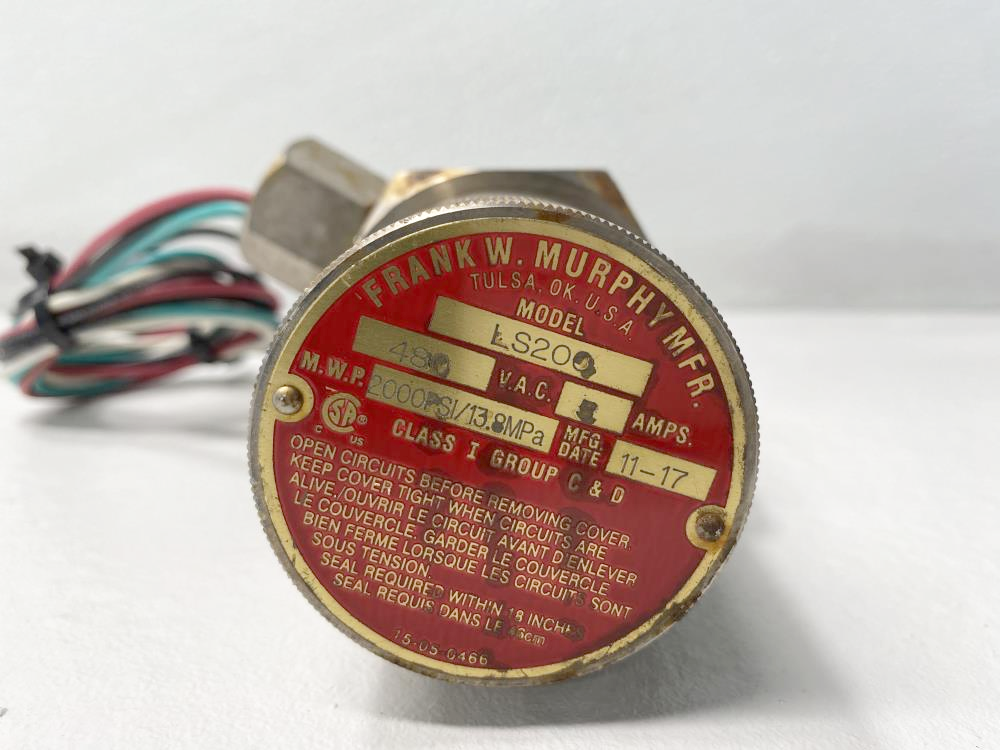 FRANK W. MURPHY MFR.
TULSA, OK. U.S.A
MODEL
LS200
480 V.A.C. AMPS.
M.W.P. 2000PSI/13.8MPa MFG. DATE 11-17
SA ®
C US
CLASS I GROUP C & D
OPEN CIRCUITS BEFORE REMOVING COVER.
KEEP COVER TIGHT WHEN CIRCUITS ARE
ALIVE./OUVRIR LE CIRCUIT AVANT D'ENLEVER
LE COUVERCLE. GARDER LE COUVERCLE
BIEN FERME LORSQUE LES CIRCUITS SONT
SOUS TENSION.
SEAL REQUIRED WITHIN 18 INCHES
SEAL REQUIS DANS LE 46cm
15-05-0466